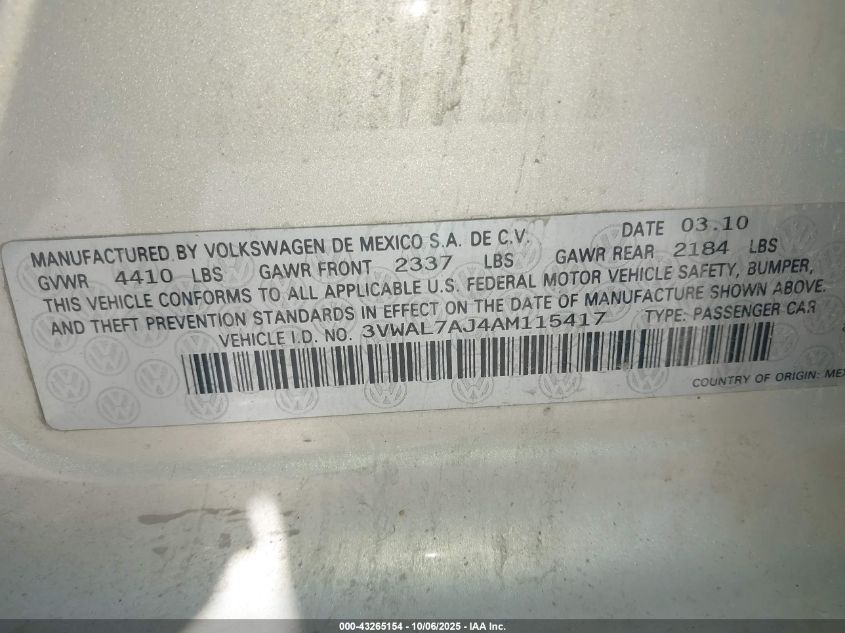 MANUFACTURED BY VOLKSWAGEN DE MEXICO S.A. DE C.V. DATE 03.10
GVWR 4410 LBS GAWR FRONT 2337 LBS GAWR REAR 2184 LBS
THIS VEHICLE CONFORMS TO ALL APPLICABLE U.S. FEDERAL MOTOR VEHICLE SAFETY, BUMPER,
AND THEFT PREVENTION STANDARDS IN EFFECT ON THE DATE OF MANUFACTURE SHOWN ABOVE.
VEHICLE I.D. NO. 3VWAL7AJ4AM115417 TYPE: PASSENGER CAR
COUNTRY OF ORIGIN: MEX
000-43265154 - 10/06/2025 - IAA Inc.